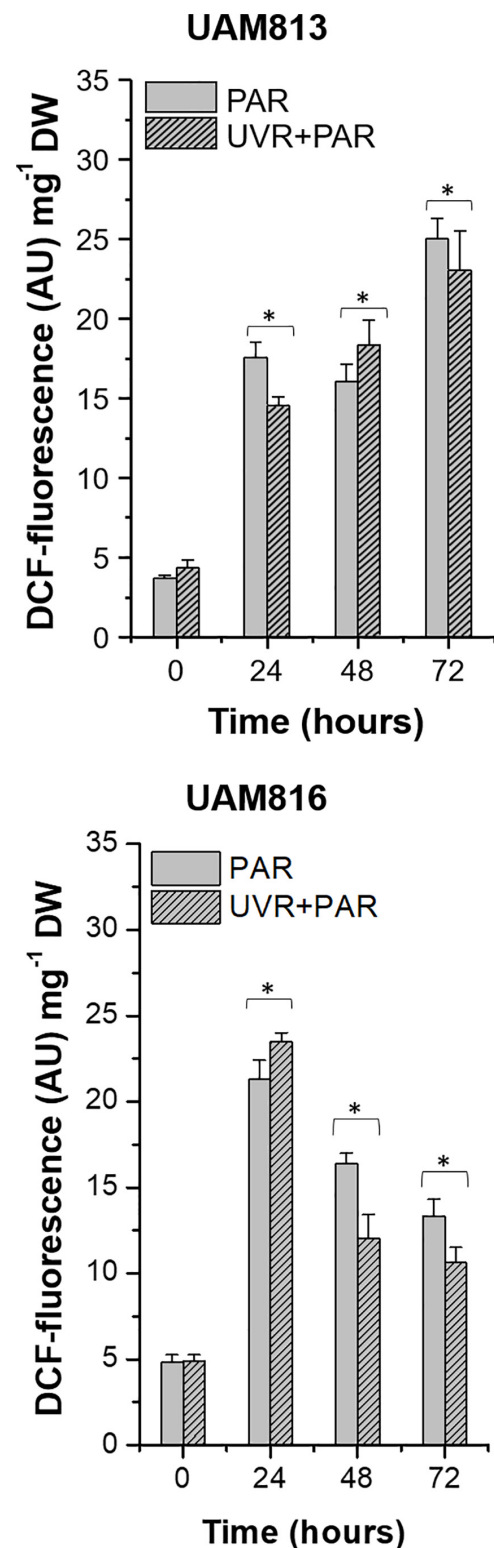 UAM813
PAR
UVR+PAR
DCF-fluorescence (AU) mg⁻¹ DW
35
30
25
20
15
10
5
0
*
*
*
0 24 48 72
Time (hours)
UAM816
PAR
UVR+PAR
DCF-fluorescence (AU) mg⁻¹ DW
35
30
25
20
15
10
5
0
*
*
*
0 24 48 72
Time (hours)